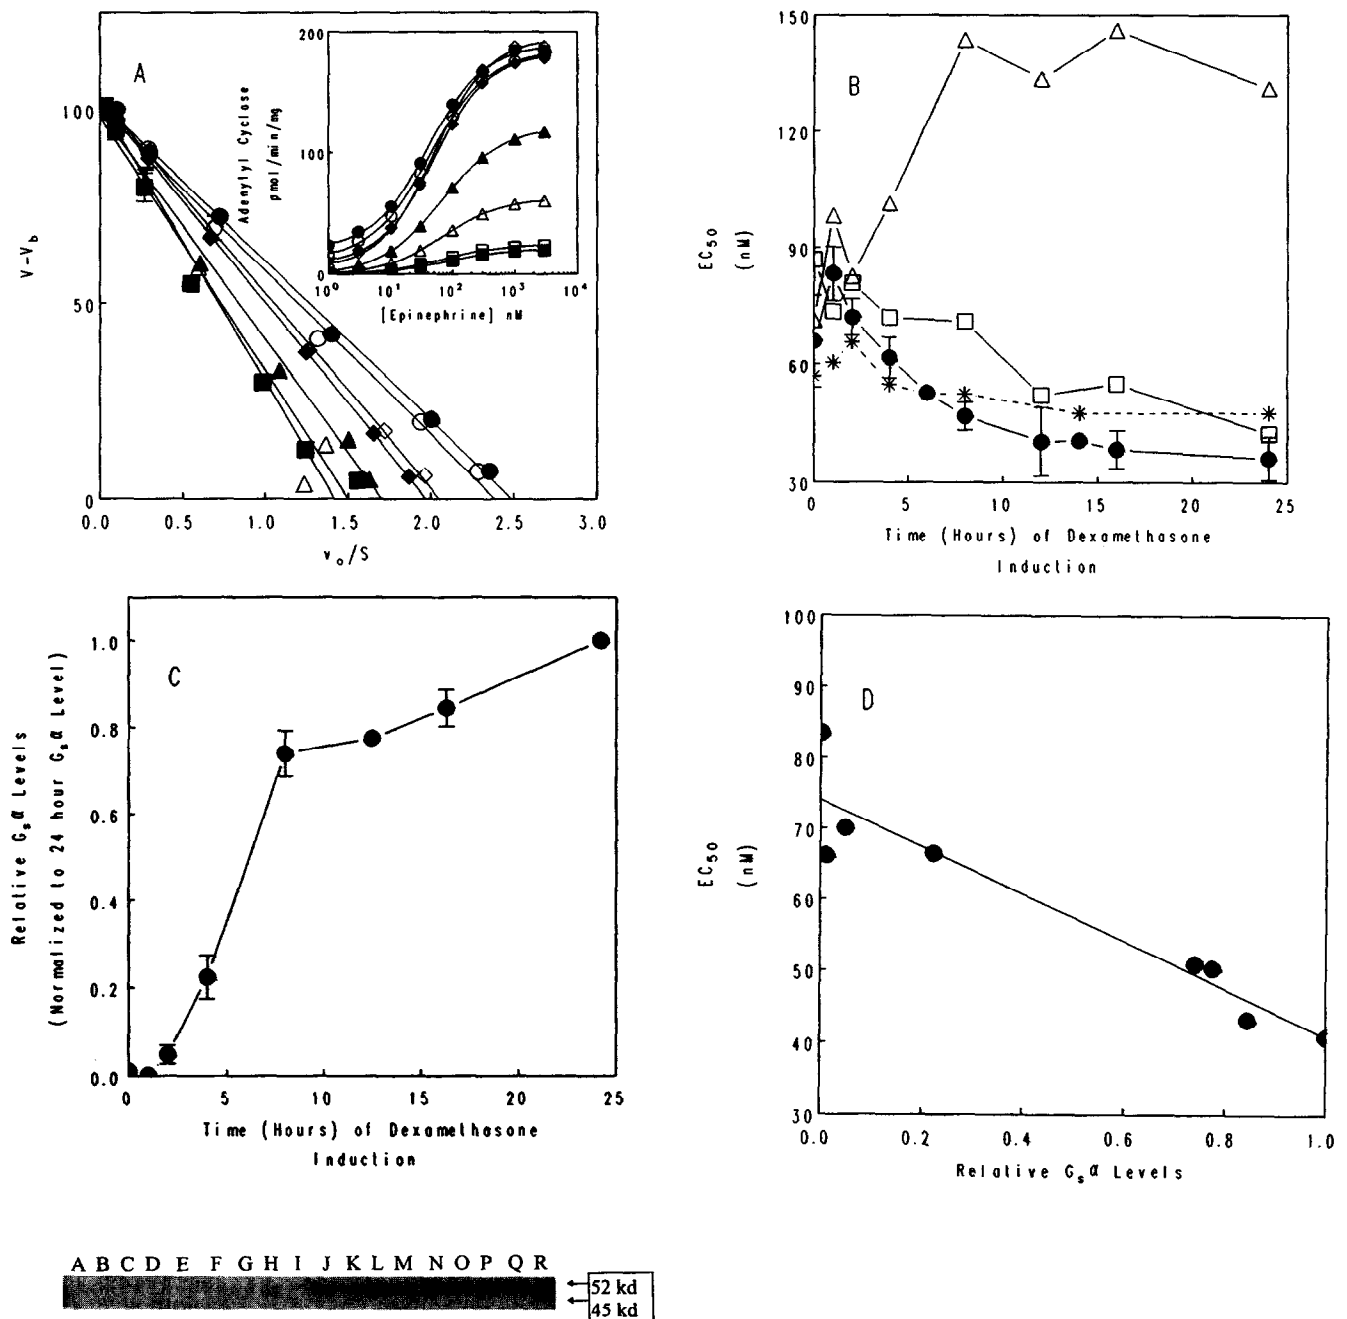 A
V-V_b
100
50
0
0.0 0.5 1.0 1.5 2.0 2.5 3.0
v_o/S
Adenylyl Cyclase
pmol/min/mg
200
100
0
10^0 10^1 10^2 10^3 10^4
[Epinephrine] nM
B
EC_50
(nM)
150
120
90
60
30
0 5 10 15 20 25
Time (Hours) of Dexamethasone
Induction
C
Relative G_sα Levels
(Normalized to 24 hour G_sα Level)
1.0
0.8
0.6
0.4
0.2
0.0
0 5 10 15 20 25
Time (Hours) of Dexamethasone
Induction
D
EC_50
(nM)
100
90
80
70
60
50
40
30
0.0 0.2 0.4 0.6 0.8 1.0
Relative G_sα Levels
A B C D E F G H I J K L M N O P Q R
52 kd
45 kd